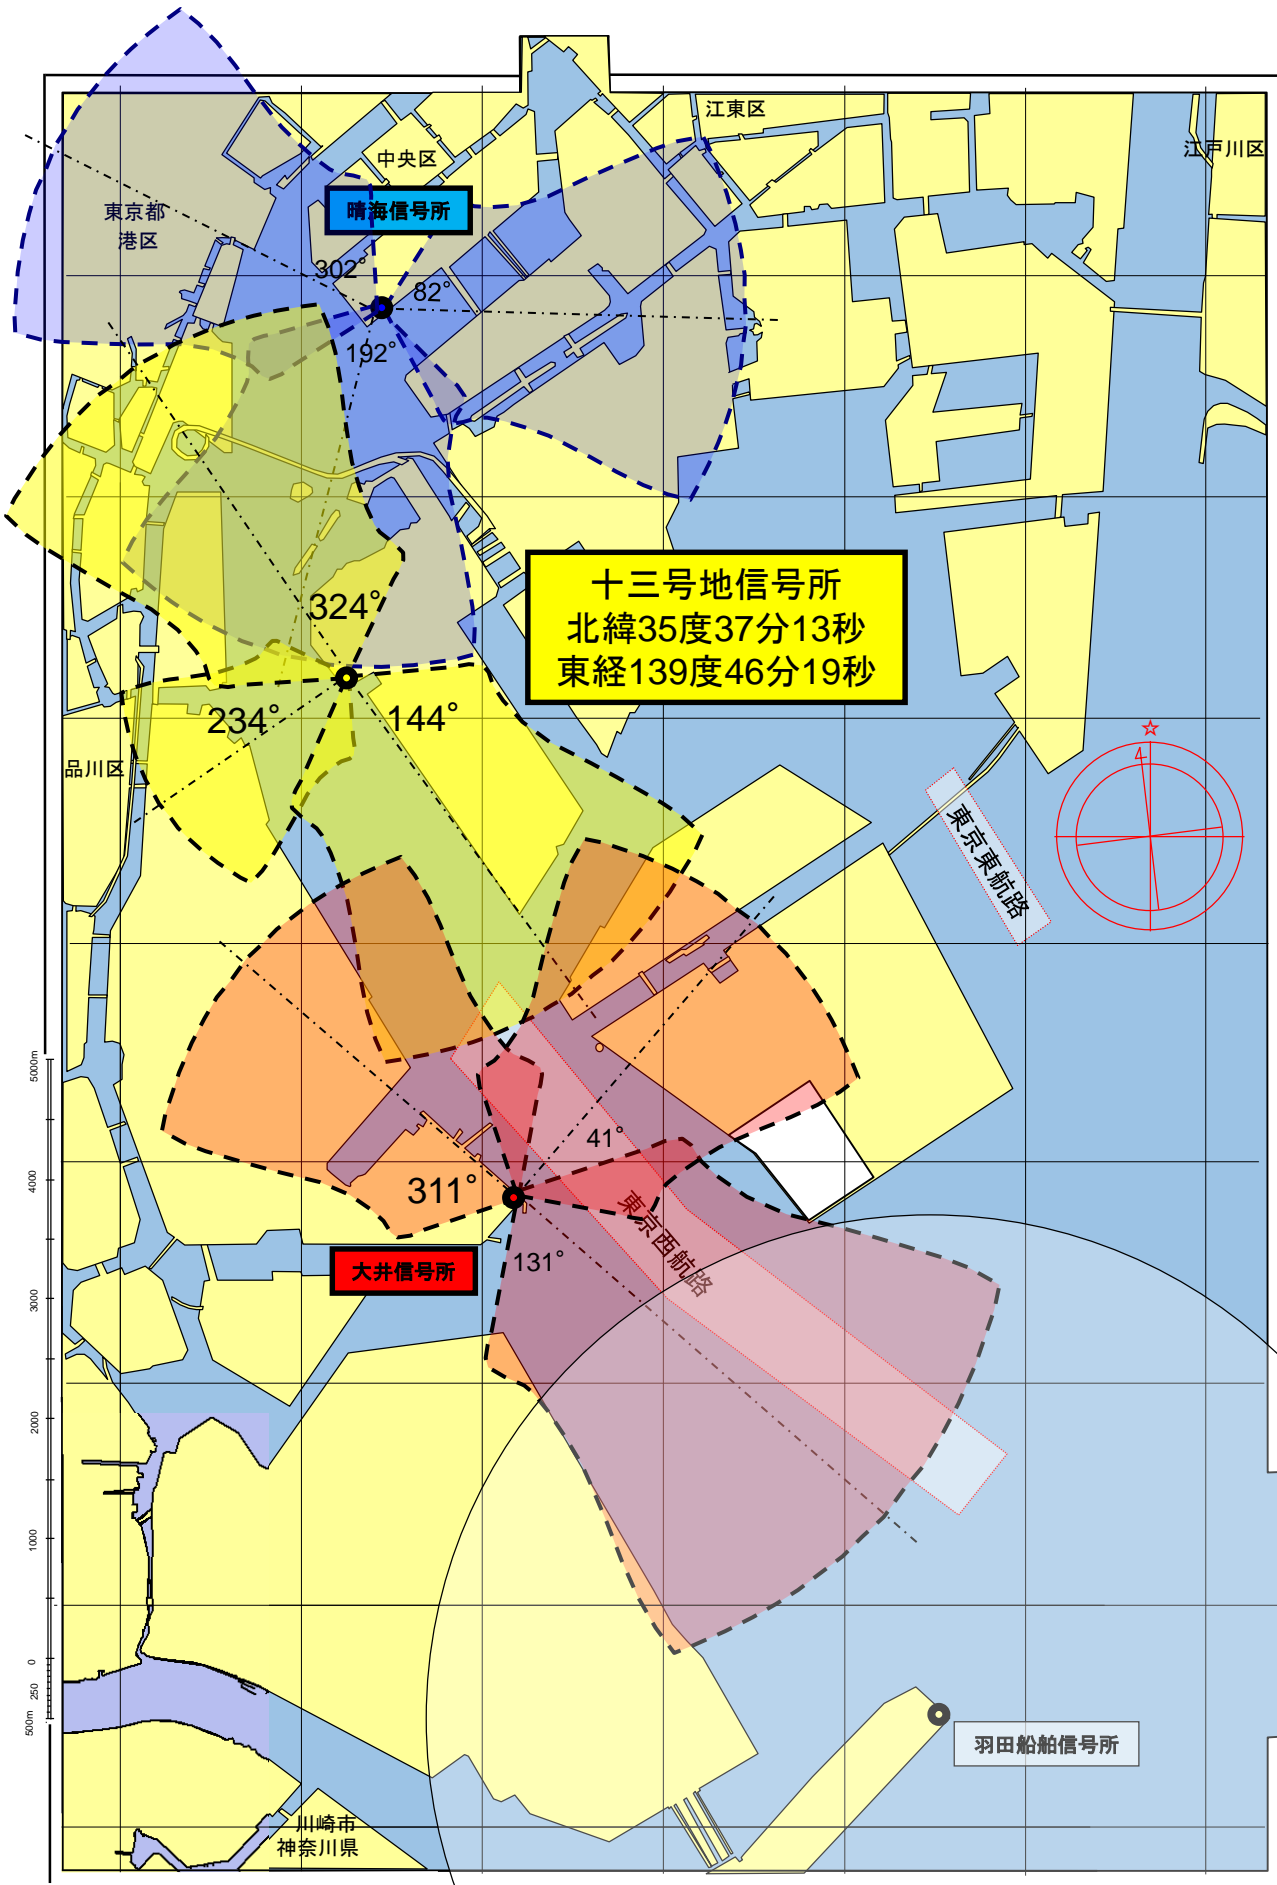 江東区
中央区
江戸川区
東京都
港区
晴海信号所
302°
82°
192°
十三号地信号所
北緯35度37分13秒
東経139度46分19秒
324°
234°
144°
品川区
東京東航路
5000m
4000
3000
2000
1000
0
250
500m
41°
311°
東京西航路
131°
大井信号所
羽田船舶信号所
川崎市
神奈川県